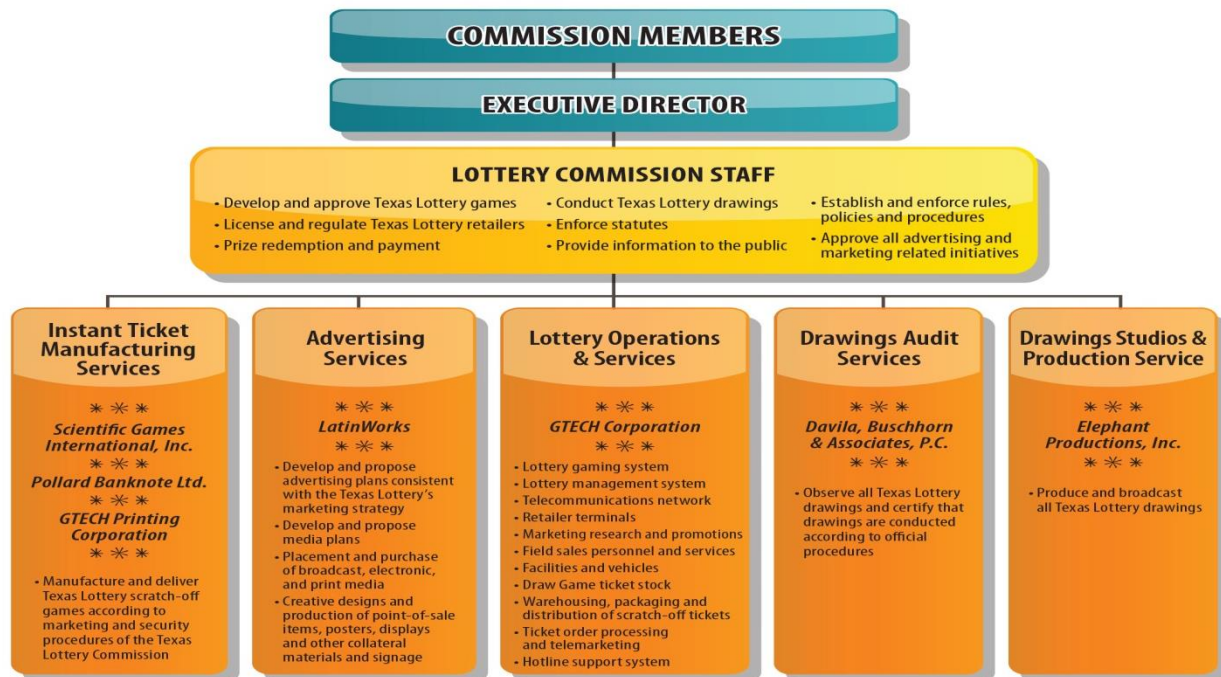 COMMISSION MEMBERS
EXECUTIVE DIRECTOR
LOTTERY COMMISSION STAFF
• Develop and approve Texas Lottery games
• License and regulate Texas Lottery retailers
• Prize redemption and payment
• Conduct Texas Lottery drawings
• Enforce statutes
• Provide information to the public
• Establish and enforce rules,
policies and procedures
• Approve all advertising and
marketing related initiatives
Instant Ticket
Manufacturing
Services
Scientific Games
International, Inc.
Pollard Banknote Ltd.
GTECH Printing
Corporation
• Manufacture and deliver
Texas Lottery scratch-off
games according to
marketing and security
procedures of the Texas
Lottery Commission
Advertising
Services
LatinWorks
• Develop and propose
advertising plans consistent
with the Texas Lottery's
marketing strategy
• Develop and propose
media plans
• Placement and purchase
of broadcast, electronic,
and print media
• Creative designs and
production of point-of-sale
items, posters, displays
and other collateral
materials and signage
Lottery Operations
& Services
GTECH Corporation
• Lottery gaming system
• Lottery management system
• Telecommunications network
• Retailer terminals
• Marketing research and promotions
• Field sales personnel and services
• Facilities and vehicles
• Draw Game ticket stock
• Warehousing, packaging and
distribution of scratch-off tickets
• Ticket order processing
and telemarketing
• Hotline support system
Drawings Audit
Services
Davila, Buschhorn
& Associates, P.C.
• Observe all Texas Lottery
drawings and certify that
drawings are conducted
according to official
procedures
Drawings Studios &
Production Service
Elephant
Productions, Inc.
• Produce and broadcast
all Texas Lottery drawings